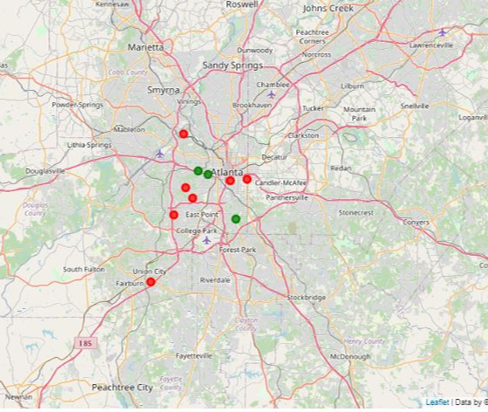 Kennesaw
Roswell
Johns Creek
Marietta
Peachtree
Corners
Dunwoody
Norcross
Lawrenceville
Cobb County
Sandy Springs
Smyrna
Chamblee
Vinings
Lilburn
Powder Springs
Brookhaven
Tucker
Mountain
Park
Snellville
Loganvil
Mableton
Clarkston
Lithia Springs
Decatur
Douglasville
Atlanta
Redan
Candler-McAfee
Panthersville
Douglas
County
East Point
Stonecrest
Conyers
College Park
Forest Park
Co
South Fulton
Union City
Fairburn
Riverdale
Stockbridge
Clayton
County
I 85
Henry County
Fayetteville
McDonough
Peachtree City
Fayette
County
Newnan
Leaflet | Data by ©